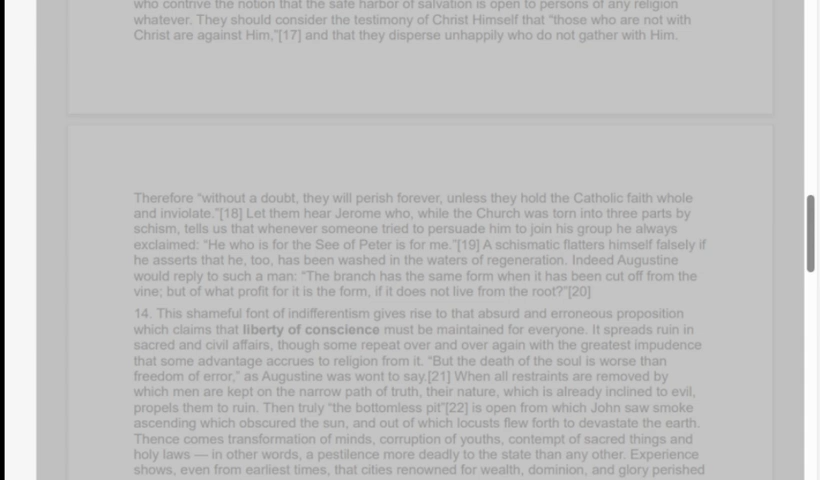 who contrive the notion that the safe harbor of salvation is open to persons of any religion
whatever. They should consider the testimony of Christ Himself that “those who are not with
Christ are against Him,”[17] and that they disperse unhappily who do not gather with Him.
Therefore “without a doubt, they will perish forever, unless they hold the Catholic faith whole
and inviolate.”[18] Let them hear Jerome who, while the Church was torn into three parts by
schism, tells us that whenever someone tried to persuade him to join his group he always
exclaimed: “He who is for the See of Peter is for me.”[19] A schismatic flatters himself falsely if
he asserts that he, too, has been washed in the waters of regeneration. Indeed Augustine
would reply to such a man: “The branch has the same form when it has been cut off from the
vine; but of what profit for it is the form, if it does not live from the root?”[20]
14. This shameful font of indifferentism gives rise to that absurd and erroneous proposition
which claims that liberty of conscience must be maintained for everyone. It spreads ruin in
sacred and civil affairs, though some repeat over and over again with the greatest impudence
that some advantage accrues to religion from it. “But the death of the soul is worse than
freedom of error,” as Augustine was wont to say.[21] When all restraints are removed by
which men are kept on the narrow path of truth, their nature, which is already inclined to evil,
propels them to ruin. Then truly “the bottomless pit”[22] is open from which John saw smoke
ascending which obscured the sun, and out of which locusts flew forth to devastate the earth.
Thence comes transformation of minds, corruption of youths, contempt of sacred things and
holy laws — in other words, a pestilence more deadly to the state than any other. Experience
shows, even from earliest times, that cities renowned for wealth, dominion, and glory perished